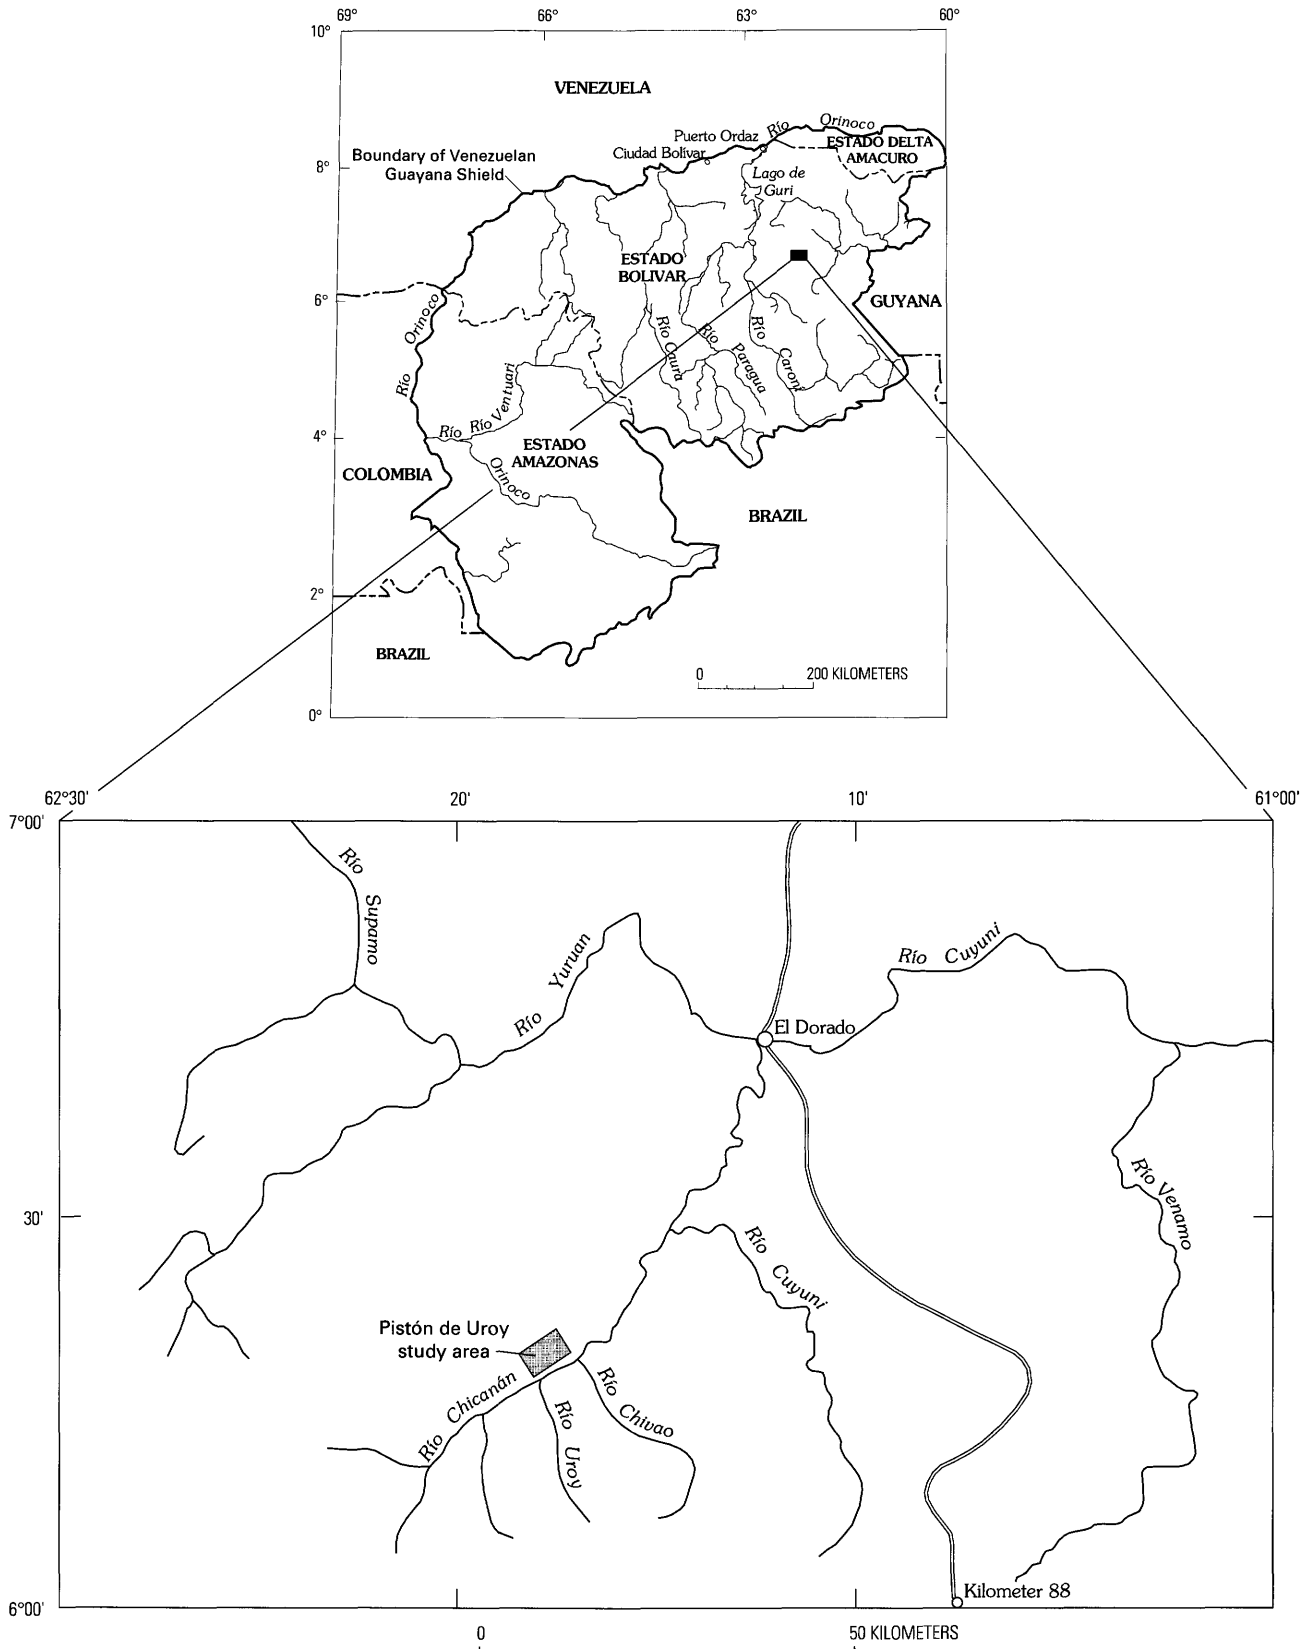 69°
66°
63°
60°
10°
VENEZUELA
Río Orinoco
Puerto Ordaz
ESTADO DELTA
AMACURO
Ciudad Bolívar
Boundary of Venezuelan
Guayana Shield
8°
Lago de
Guri
ESTADO
BOLIVAR
GUYANA
6°
Río Orinoco
Río Caura
Río Paragua
Río Caroní
Río Ventuari
Río Orinoco
4°
ESTADO
AMAZONAS
COLOMBIA
BRAZIL
2°
BRAZIL
0 200 KILOMETERS
0°
62°30'
20'
10'
61°00'
7°00'
Río Supamo
Río Yuruan
Río Cuyuni
El Dorado
Río Venamo
30'
Río Cuyuni
Pistón de Uroy
study area
Río Chicanán
Río Uroy
Río Chivao
Kilometer 88
6°00'
0 50 KILOMETERS